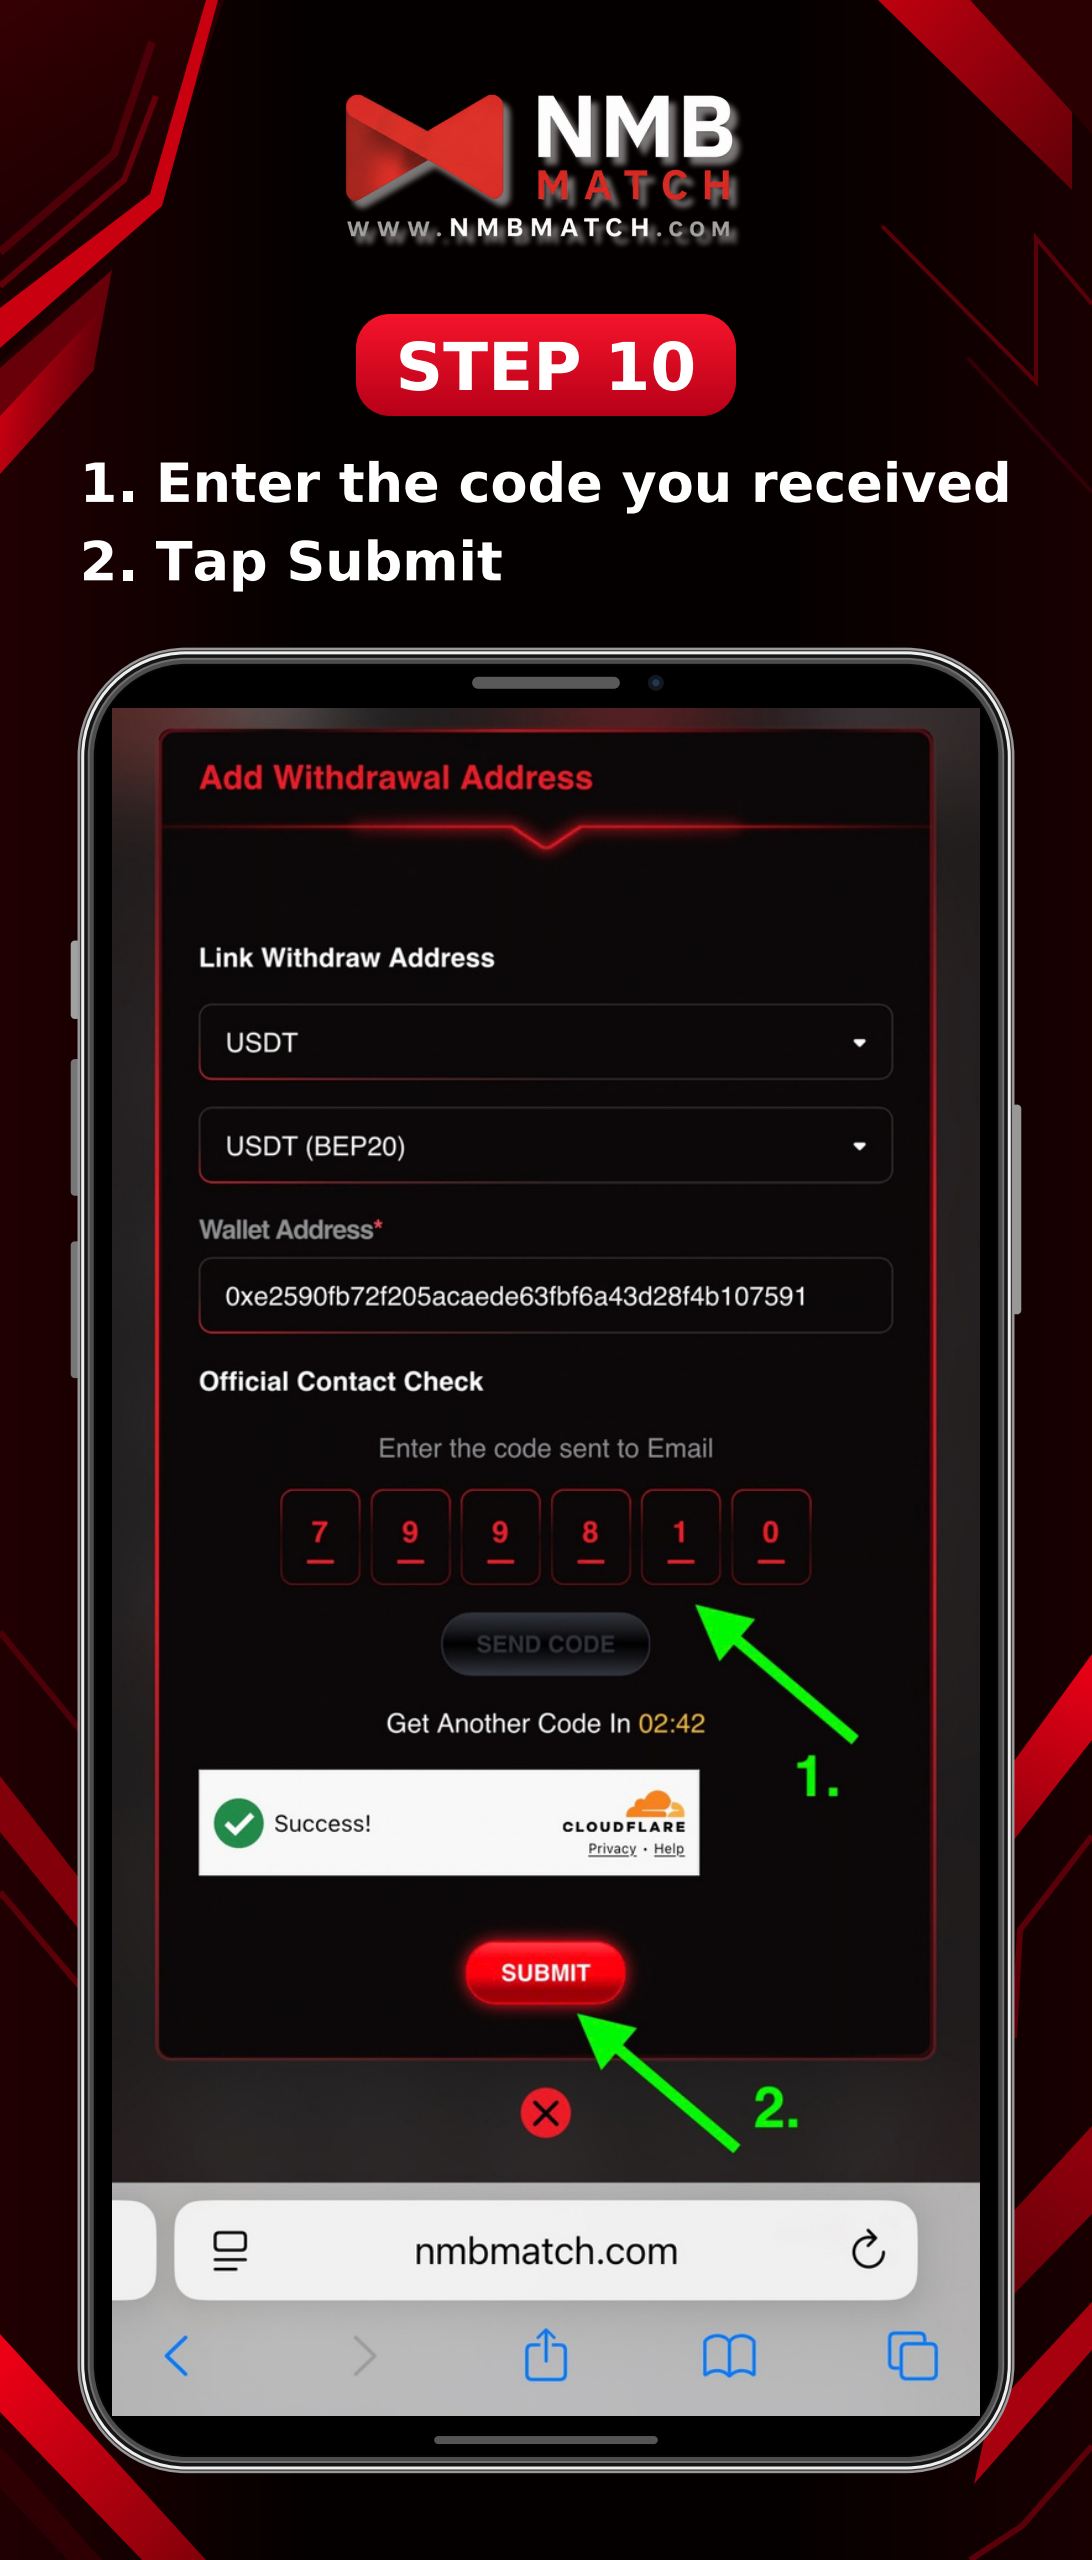 NMB
MATCH
WWW.NMBMATCH.COM
STEP 10
1. Enter the code you received
2. Tap Submit
Add Withdrawal Address
Link Withdraw Address
USDT
USDT (BEP20)
Wallet Address*
0xe2590fb72f205acaede63fbf6a43d28f4b107591
Official Contact Check
Enter the code sent to Email
7 9 9 8 1 0
SEND CODE
Get Another Code In 02:42
1.
Success!
CLOUDFLARE
Privacy • Help
SUBMIT
2.
nmbmatch.com